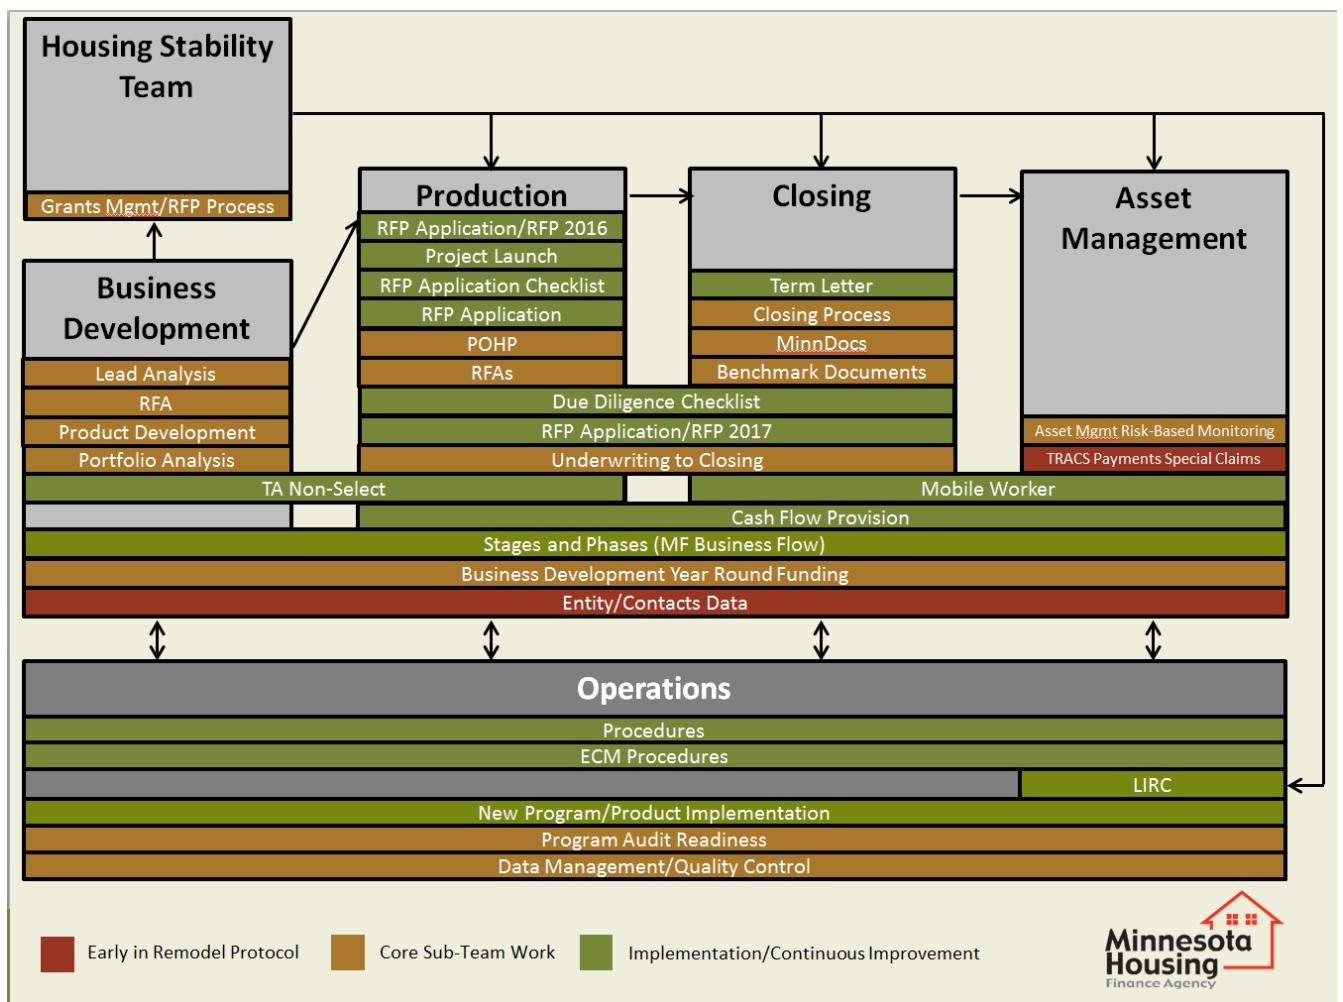 Housing Stability
Team
Grants Mgmt/RFP Process
Business
Development
Lead Analysis
RFA
Product Development
Portfolio Analysis
Production
RFP Application/RFP 2016
Project Launch
RFP Application Checklist
RFP Application
POHP
RFAs
Closing
Term Letter
Closing Process
MinnDocs
Benchmark Documents
Asset
Management
Asset Mgmt Risk-Based Monitoring
TRACS Payments Special Claims
Due Diligence Checklist
RFP Application/RFP 2017
Underwriting to Closing
TA Non-Select
Mobile Worker
Cash Flow Provision
Stages and Phases (MF Business Flow)
Business Development Year Round Funding
Entity/Contacts Data
Operations
Procedures
ECM Procedures
LIRC
New Program/Product Implementation
Program Audit Readiness
Data Management/Quality Control
Early in Remodel Protocol
Core Sub-Team Work
Implementation/Continuous Improvement
Minnesota
Housing
Finance Agency